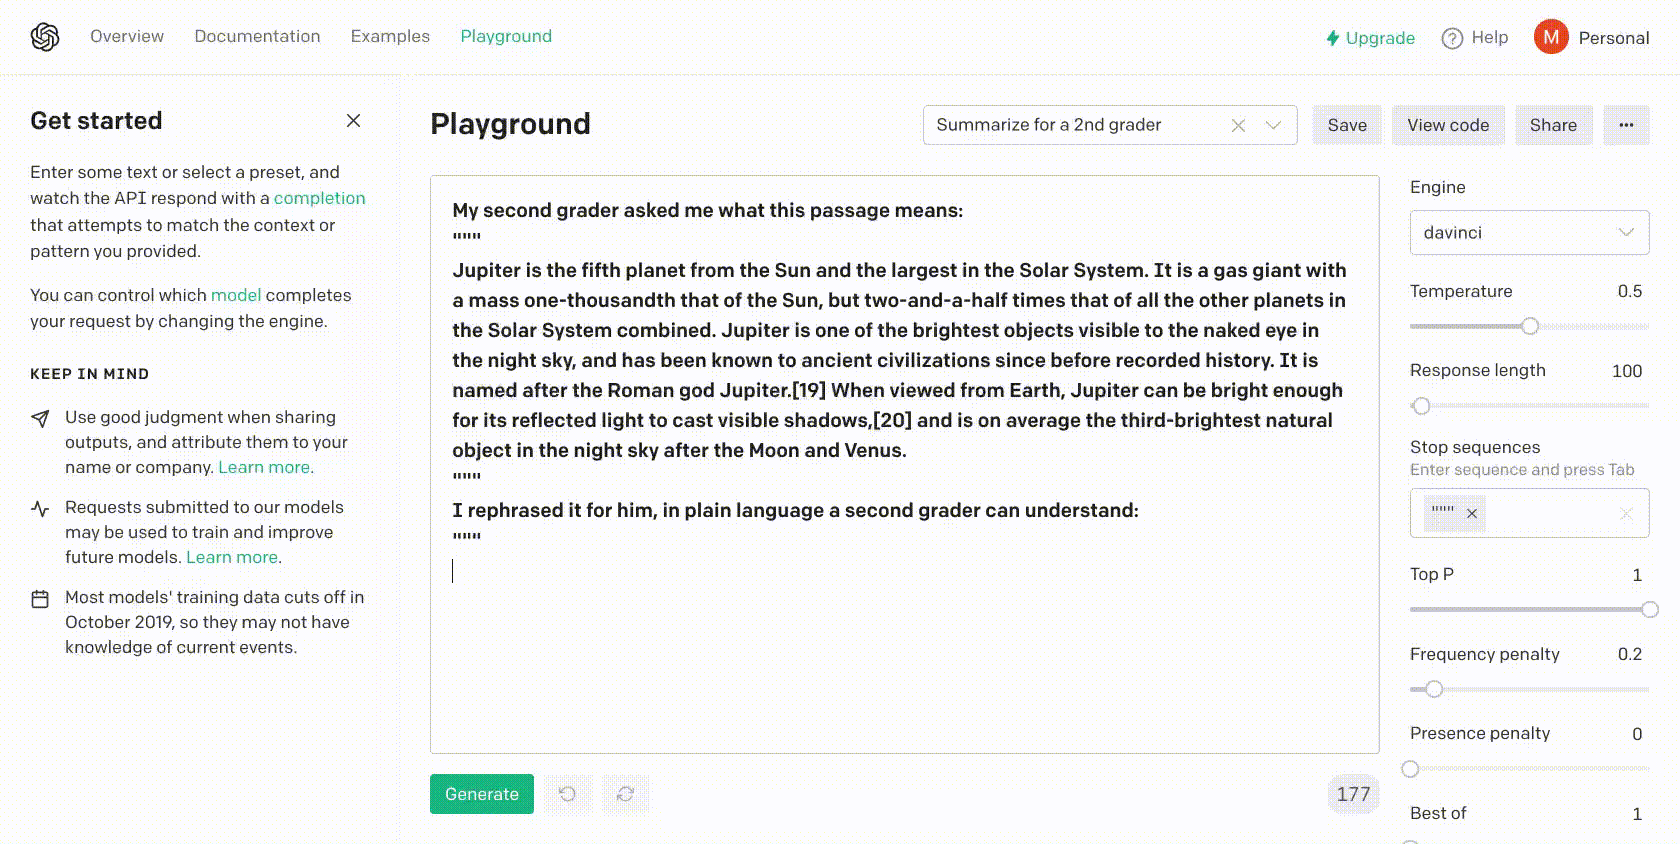 Overview Documentation Examples Playground Upgrade Help M Personal
Get started
Enter some text or select a preset, and
watch the API respond with a completion
that attempts to match the context or
pattern you provided.
You can control which model completes
your request by changing the engine.
KEEP IN MIND
Use good judgment when sharing
outputs, and attribute them to your
name or company. Learn more.
Requests submitted to our models
may be used to train and improve
future models. Learn more.
Most models' training data cuts off in
October 2019, so they may not have
knowledge of current events.
Playground
Summarize for a 2nd grader
Save View code Share ...
My second grader asked me what this passage means:
"""
Jupiter is the fifth planet from the Sun and the largest in the Solar System. It is a gas giant with
a mass one-thousandth that of the Sun, but two-and-a-half times that of all the other planets in
the Solar System combined. Jupiter is one of the brightest objects visible to the naked eye in
the night sky, and has been known to ancient civilizations since before recorded history. It is
named after the Roman god Jupiter.[19] When viewed from Earth, Jupiter can be bright enough
for its reflected light to cast visible shadows,[20] and is on average the third-brightest natural
object in the night sky after the Moon and Venus.
"""
I rephrased it for him, in plain language a second grader can understand:
"""
Generate
177
Engine
davinci
Temperature 0.5
Response length 100
Stop sequences
Enter sequence and press Tab
"""
Top P 1
Frequency penalty 0.2
Presence penalty 0
Best of 1